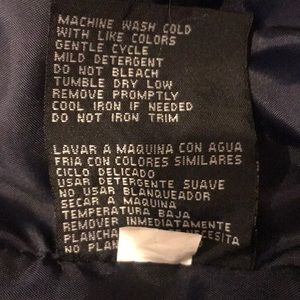 MACHINE WASH COLD
WITH LIKE COLORS
GENTLE CYCLE
MILD DETERGENT
DO NOT BLEACH
TUMBLE DRY LOW
REMOVE PROMPTLY
COOL IRON IF NEEDED
DO NOT IRON TRIM
LAVAR A MAQUINA CON AGUA
FRIA CON COLORES SIMILARES
CICLO DELICADO
USAR DETERGENTE SUAVE
NO USAR BLANQUEADOR
SECAR A MAQUINA
TEMPERATURA BAJA
REMOVER INMEDIATAMENTE
PLANCHA
NO